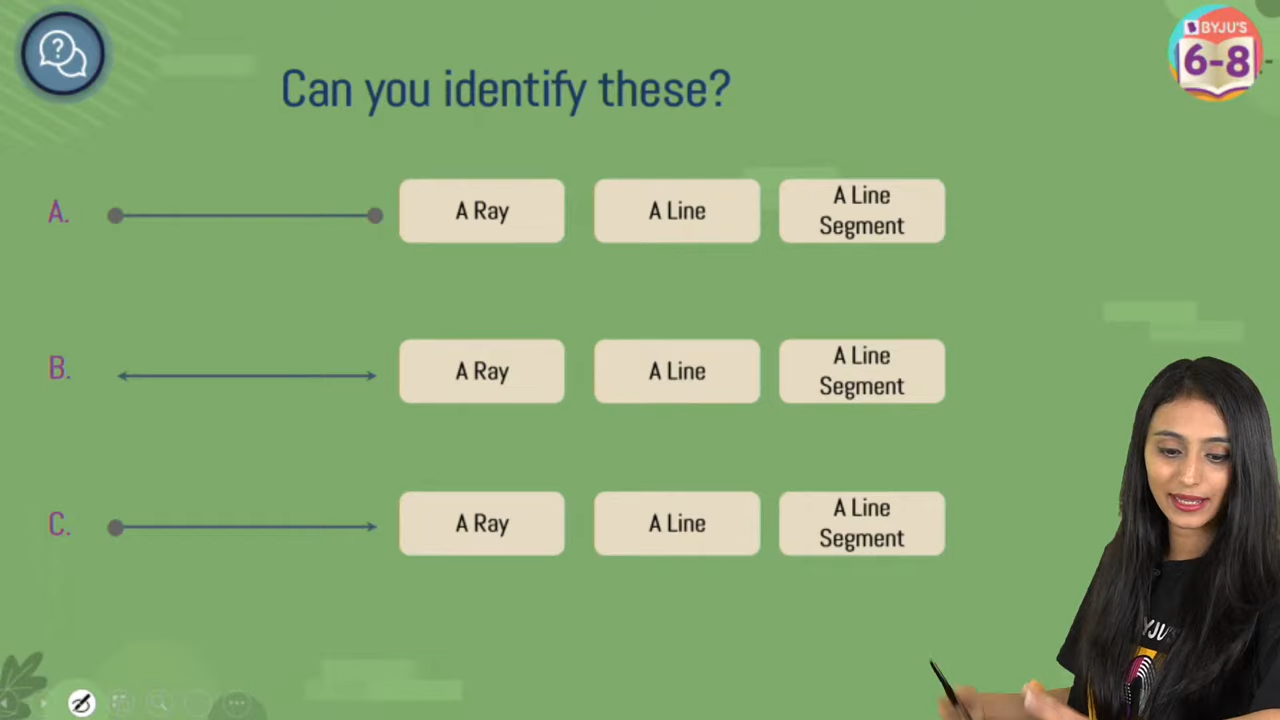 BYJU'S
6-8
Can you identify these?
A.
A Ray
A Line
A Line
Segment
B.
A Ray
A Line
A Line
Segment
C.
A Ray
A Line
A Line
Segment
BYJU'S